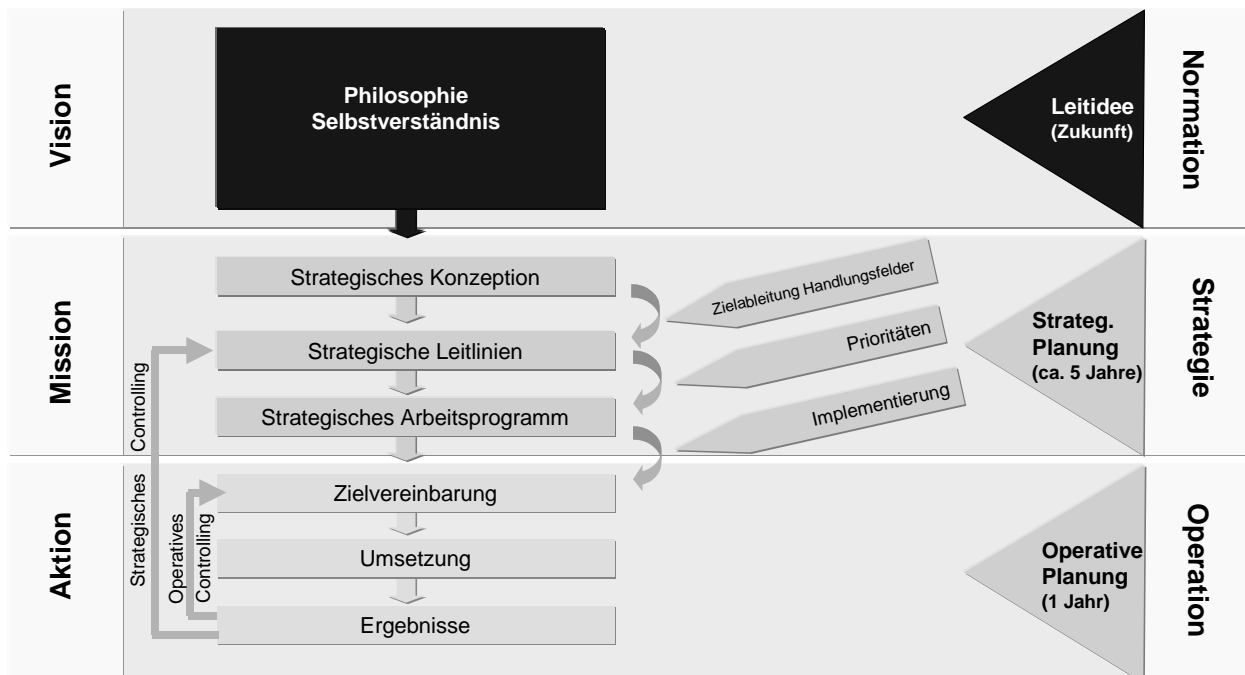 Vision
Philosophie
Selbstverständnis
Leitidee
(Zukunft)
Normation
Mission
Strategisches Konzeption
Strategische Leitlinien
Strategisches Arbeitsprogramm
Zielableitung Handlungsfelder
Prioritäten
Implementierung
Strateg.
Planung
(ca. 5 Jahre)
Strategie
Aktion
Strategisches Controlling
Operatives
Controlling
Zielvereinbarung
Umsetzung
Ergebnisse
Operative
Planung
(1 Jahr)
Operation